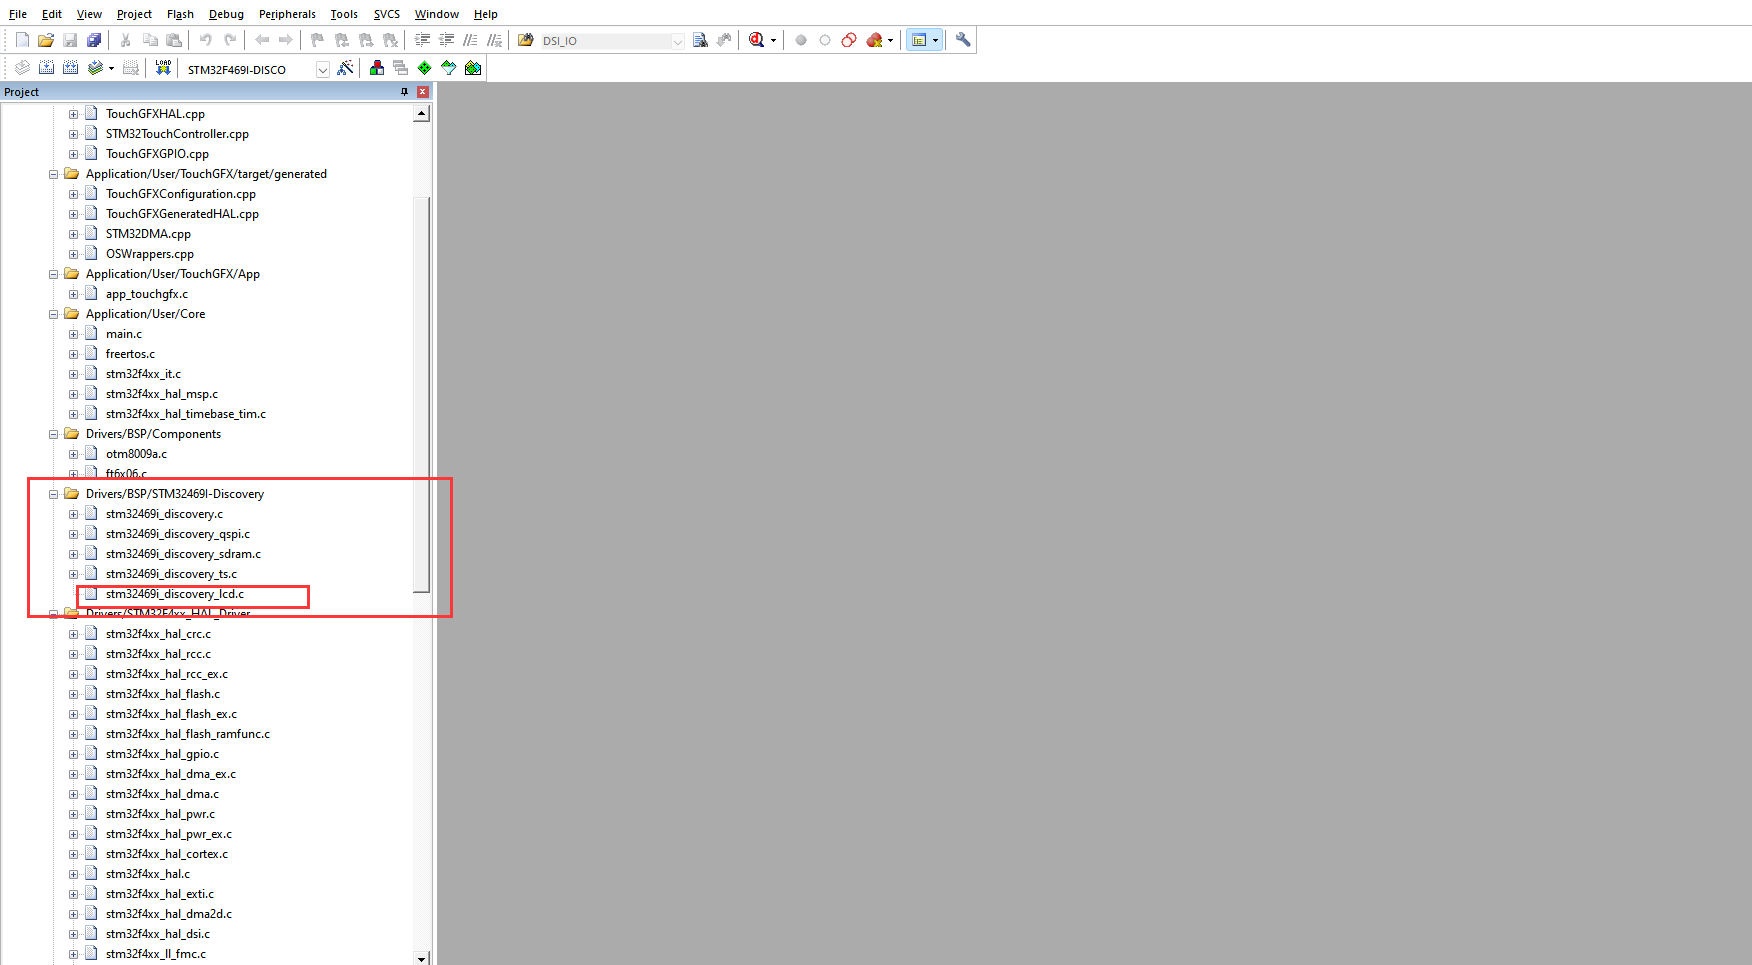 File Edit View Project Flash Debug Peripherals Tools SVCS Window Help
DSI_IO
LOAD STM32F469I-DISCO
Project
TouchGFXHAL.cpp
STM32TouchController.cpp
TouchGFXGPIO.cpp
Application/User/TouchGFX/target/generated
TouchGFXConfiguration.cpp
TouchGFXGeneratedHAL.cpp
STM32DMA.cpp
OSWrappers.cpp
Application/User/TouchGFX/App
app_touchgfx.c
Application/User/Core
main.c
freertos.c
stm32f4xx_it.c
stm32f4xx_hal_msp.c
stm32f4xx_hal_timebase_tim.c
Drivers/BSP/Components
otm8009a.c
ft6x06.c
Drivers/BSP/STM32469I-Discovery
stm32469i_discovery.c
stm32469i_discovery_qspi.c
stm32469i_discovery_sdram.c
stm32469i_discovery_ts.c
stm32469i_discovery_lcd.c
Drivers/STM32F4xx_HAL_Driver
stm32f4xx_hal_crc.c
stm32f4xx_hal_rcc.c
stm32f4xx_hal_rcc_ex.c
stm32f4xx_hal_flash.c
stm32f4xx_hal_flash_ex.c
stm32f4xx_hal_flash_ramfunc.c
stm32f4xx_hal_gpio.c
stm32f4xx_hal_dma_ex.c
stm32f4xx_hal_dma.c
stm32f4xx_hal_pwr.c
stm32f4xx_hal_pwr_ex.c
stm32f4xx_hal_cortex.c
stm32f4xx_hal.c
stm32f4xx_hal_exti.c
stm32f4xx_hal_dma2d.c
stm32f4xx_hal_dsi.c
stm32f4xx_ll_fmc.c